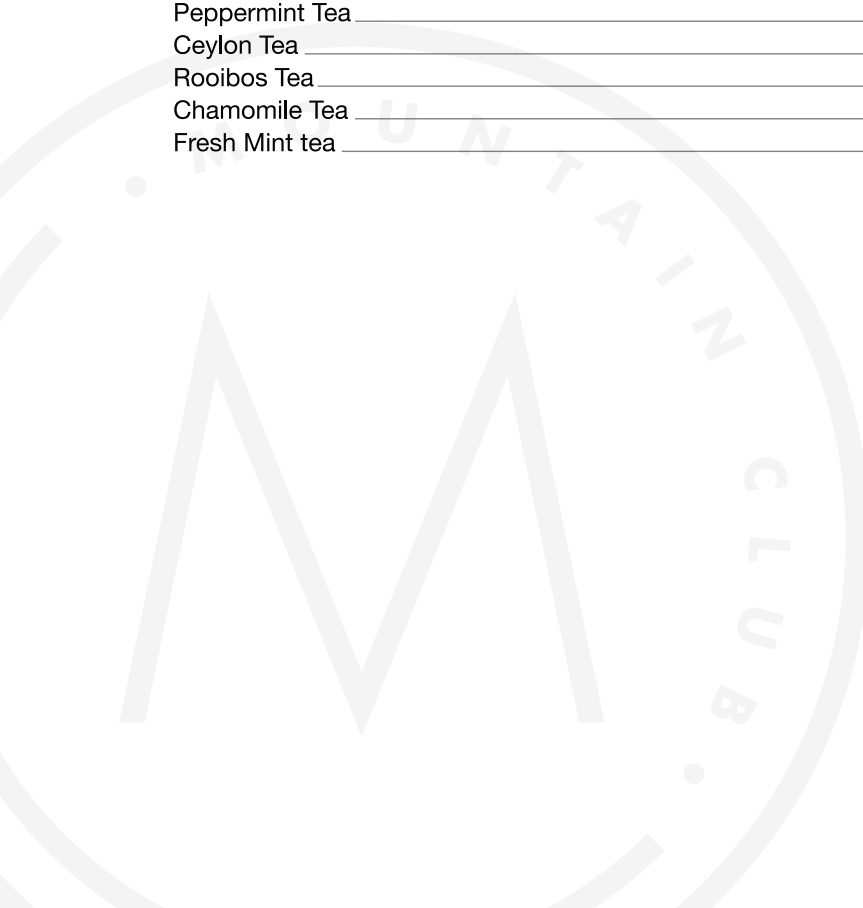 Peppermint Tea
Ceylon Tea
Rooibos Tea
Chamomile Tea
Fresh Mint tea
• MOUNTAIN CLUB •
M